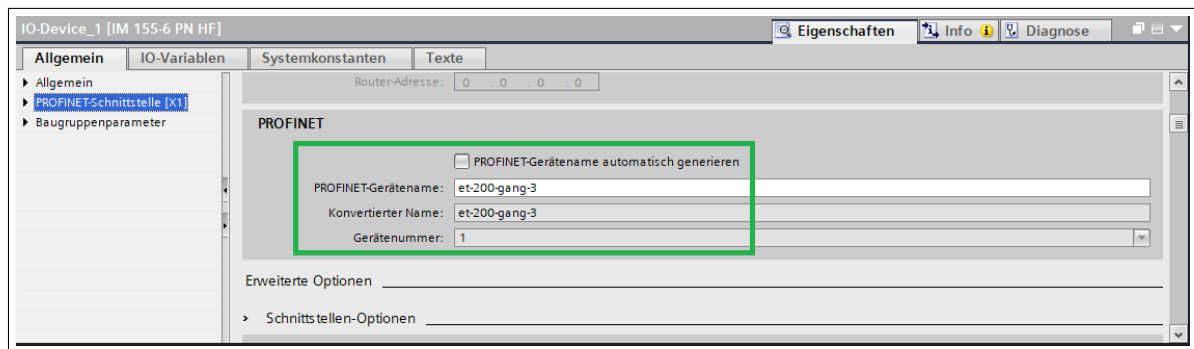 IO-Device_1 [IM 155-6 PN HF]
Eigenschaften
Info
Diagnose
Allgemein
IO-Variablen
Systemkonstanten
Texte
Allgemein
PROFINET-Schnittstelle [X1]
Baugruppenparameter
Router-Adresse: 0 . 0 . 0 . 0
PROFINET
PROFINET-Gerätename automatisch generieren
PROFINET-Gerätename: et-200-gang-3
Konvertierter Name: et-200-gang-3
Gerätenummer: 1
Erweiterte Optionen
Schnittstellen-Optionen